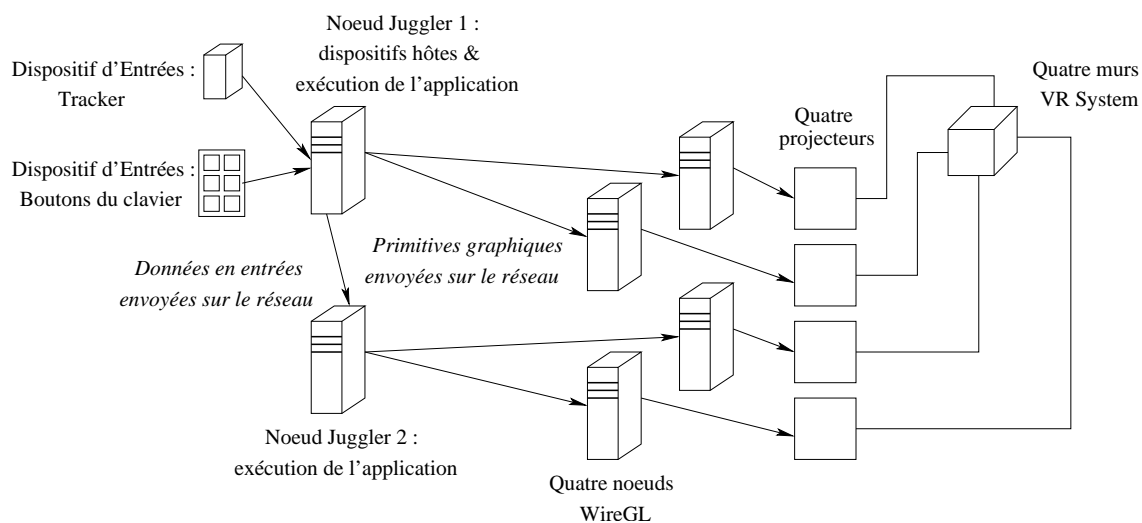 Noeud Juggler 1 :
dispositifs hôtes &
exécution de l'application
Dispositif d'Entrées :
Tracker
Dispositif d'Entrées :
Boutons du clavier
Quatre murs
VR System
Quatre
projecteurs
Primitives graphiques
envoyées sur le réseau
Données en entrées
envoyées sur le réseau
Noeud Juggler 2 :
exécution de l'application
Quatre noeuds
WireGL